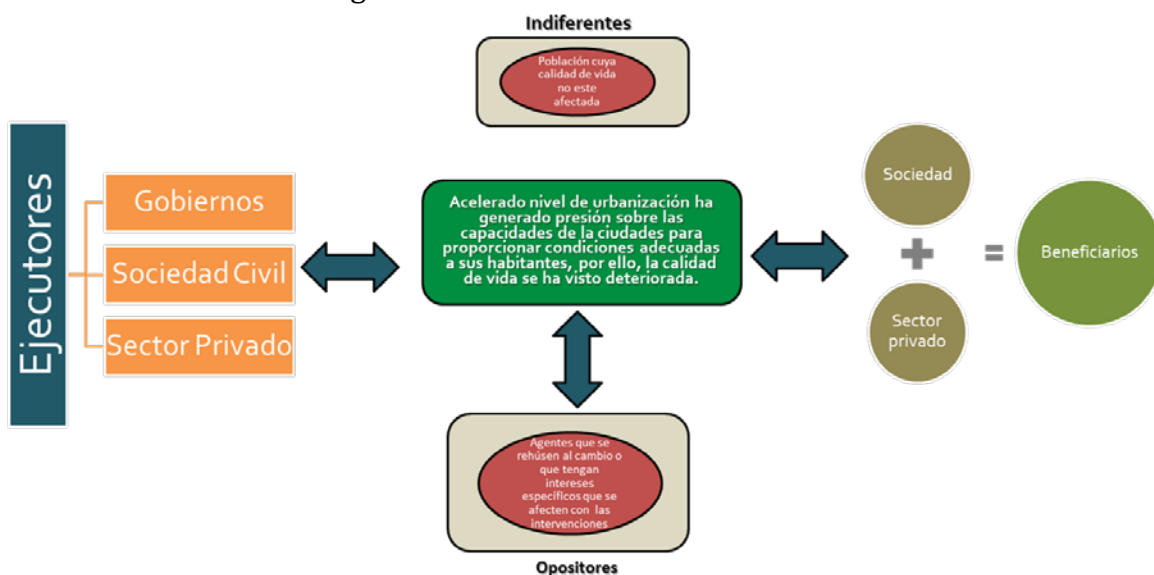 Indiferentes
Población cuya
calidad de vida
no este
afectada
Ejecutores
Gobiernos
Sociedad Civil
Sector Privado
Acelerado nivel de urbanización ha
generado presión sobre las
capacidades de la ciudades para
proporcionar condiciones adecuadas
a sus habitantes, por ello, la calidad
de vida se ha visto deteriorada.
Sociedad
+
Sector
privado
=
Beneficiarios
Agentes que se
rehúsen al cambio o
que tengan
intereses
específicos que se
afecten con las
intervenciones
Opositores